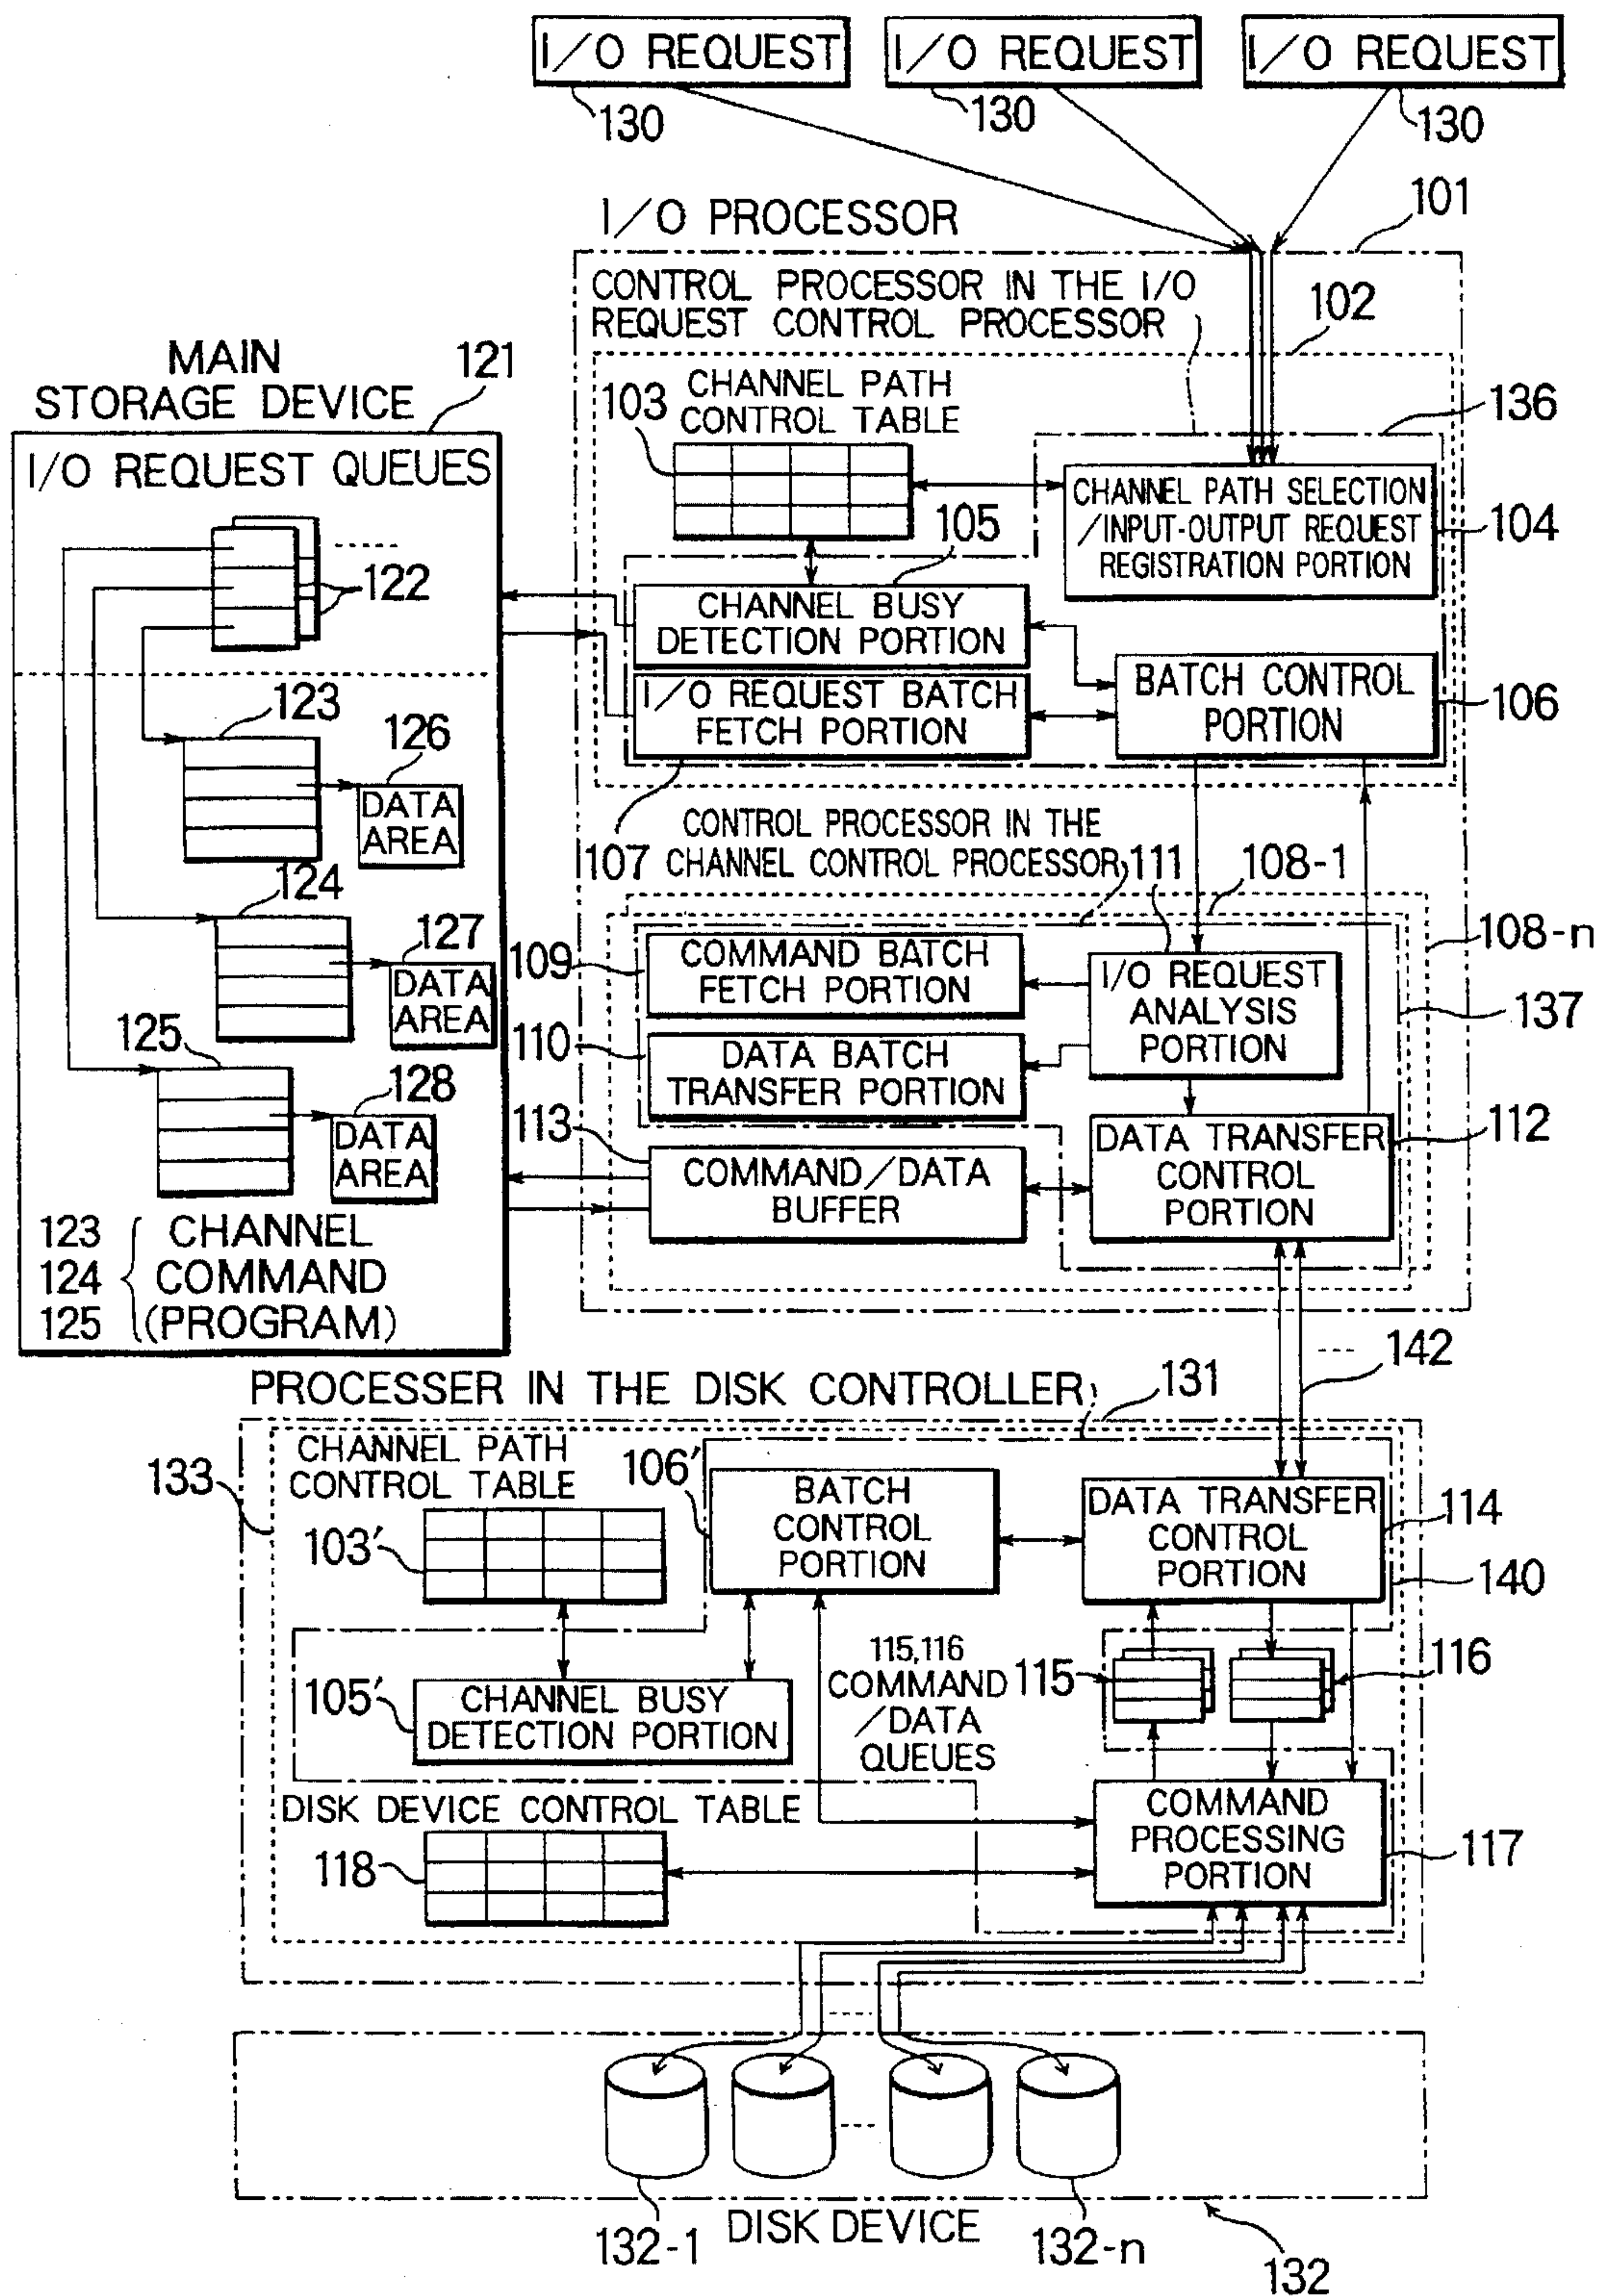 I/O REQUEST
I/O REQUEST
I/O REQUEST
130
130
130
I/O PROCESSOR
101
CONTROL PROCESSOR IN THE I/O
REQUEST CONTROL PROCESSOR
102
MAIN
STORAGE DEVICE
121
I/O REQUEST QUEUES
122
103
CHANNEL PATH
CONTROL TABLE
136
CHANNEL PATH SELECTION
/INPUT-OUTPUT REQUEST
REGISTRATION PORTION
104
105
CHANNEL BUSY
DETECTION PORTION
I/O REQUEST BATCH
FETCH PORTION
BATCH CONTROL
PORTION
106
123
126
DATA
AREA
107
CONTROL PROCESSOR IN THE
CHANNEL CONTROL PROCESSOR
111
108-1
108-n
124
127
DATA
AREA
109
COMMAND BATCH
FETCH PORTION
I/O REQUEST
ANALYSIS
PORTION
137
125
128
DATA
AREA
110
DATA BATCH
TRANSFER PORTION
113
COMMAND/DATA
BUFFER
DATA TRANSFER
CONTROL
PORTION
112
123
124
125
CHANNEL
COMMAND
(PROGRAM)
142
PROCESSER IN THE DISK CONTROLLER
131
133
CHANNEL PATH
CONTROL TABLE
103'
106'
BATCH
CONTROL
PORTION
DATA TRANSFER
CONTROL
PORTION
114
140
105'
CHANNEL BUSY
DETECTION PORTION
115,116
COMMAND
/DATA
QUEUES
115
116
DISK DEVICE CONTROL TABLE
118
COMMAND
PROCESSING
PORTION
117
132-1
DISK DEVICE
132-n
132